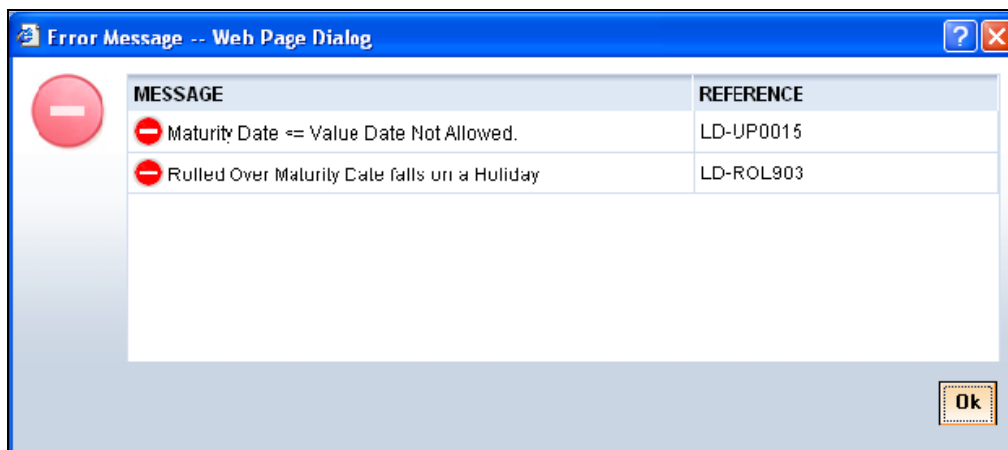 Error Message -- Web Page Dialog
MESSAGE REFERENCE
Maturity Date <= Value Date Not Allowed. LD-UP0015
Rolled Over Maturity Date falls on a Holiday LD-ROL903
Ok